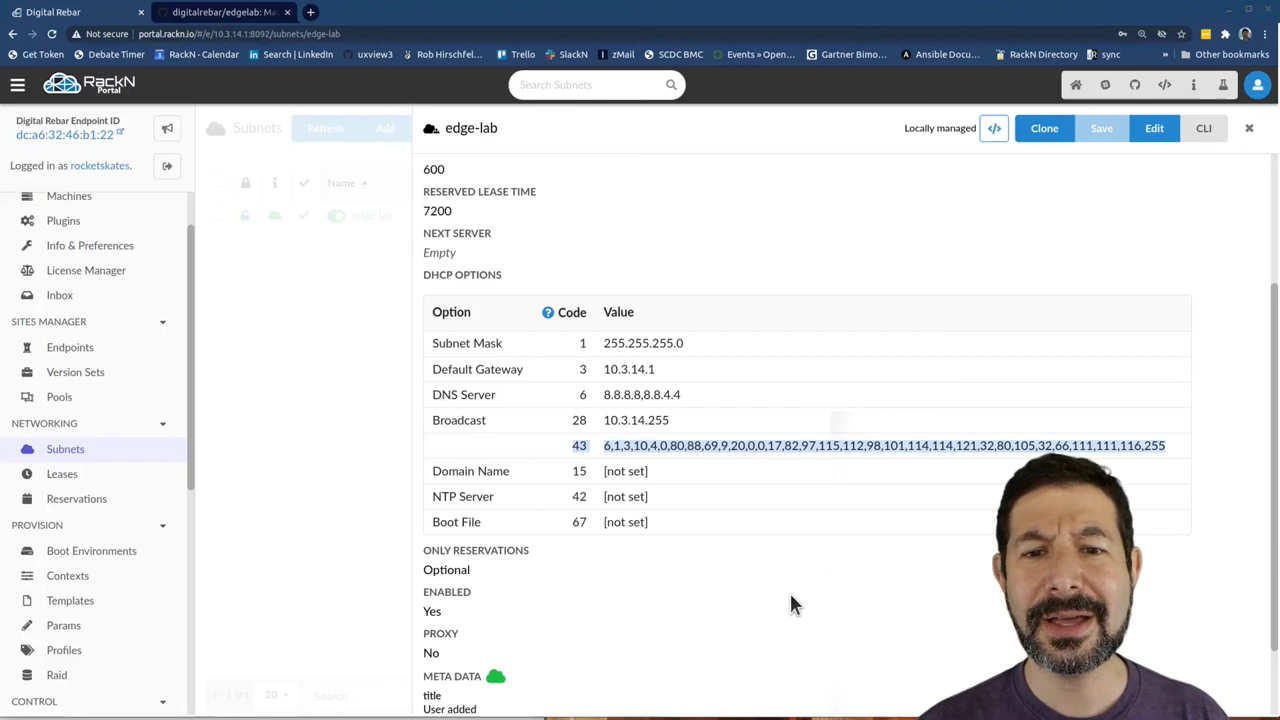 Digital Rebar
digitalrebar/edgelab: Ma
Not secure | portal.rackn.io/#/e/10.3.14.1:8092/subnets/edge-lab
Get Token
Debate Timer
RackN - Calendar
Search | LinkedIn
uxview3
Rob Hirschfel...
Trello
SlackN
zMail
SCDC BMC
Events » Open...
Gartner Bimo...
Ansible Docu...
RackN Directory
sync
»
Other bookmarks
RackN
Portal
Search Subnets
Digital Rebar Endpoint ID
dc:a6:32:46:b1:22
Logged in as rocketskates.
Machines
Plugins
Info & Preferences
License Manager
Inbox
SITES MANAGER
Endpoints
Version Sets
Pools
NETWORKING
Subnets
Leases
Reservations
PROVISION
Boot Environments
Contexts
Templates
Params
Profiles
Raid
CONTROL
Subnets
Refresh
Add
Name
edge-lab
1 - 1 of 1
20
Search...
edge-lab
Locally managed
Clone
Save
Edit
CLI
600
RESERVED LEASE TIME
7200
NEXT SERVER
Empty
DHCP OPTIONS
Option Code Value
Subnet Mask 1 255.255.255.0
Default Gateway 3 10.3.14.1
DNS Server 6 8.8.8.8,8.8.4.4
Broadcast 28 10.3.14.255
43 6,1,3,10,4,0,80,88,69,9,20,0,0,17,82,97,115,112,98,101,114,114,121,32,80,105,32,66,111,111,116,255
Domain Name 15 [not set]
NTP Server 42 [not set]
Boot File 67 [not set]
ONLY RESERVATIONS
Optional
ENABLED
Yes
PROXY
No
META DATA
title
User added